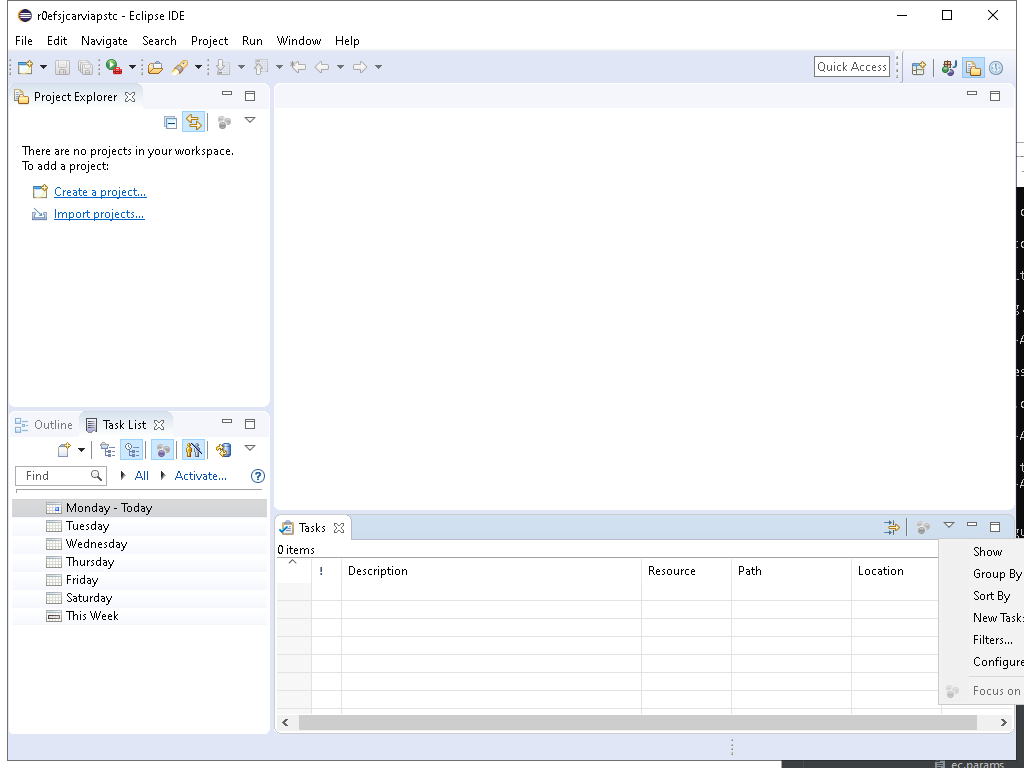 r0efsjcarviapstc - Eclipse IDE
File Edit Navigate Search Project Run Window Help
Quick Access
Project Explorer
There are no projects in your workspace.
To add a project:
Create a project...
Import projects...
Outline Task List
Find All Activate...
Monday - Today
Tuesday
Wednesday
Thursday
Friday
Saturday
This Week
Tasks
0 items
! Description Resource Path Location
Show
Group By
Sort By
New Task
Filters...
Configure
Focus on
ec.params